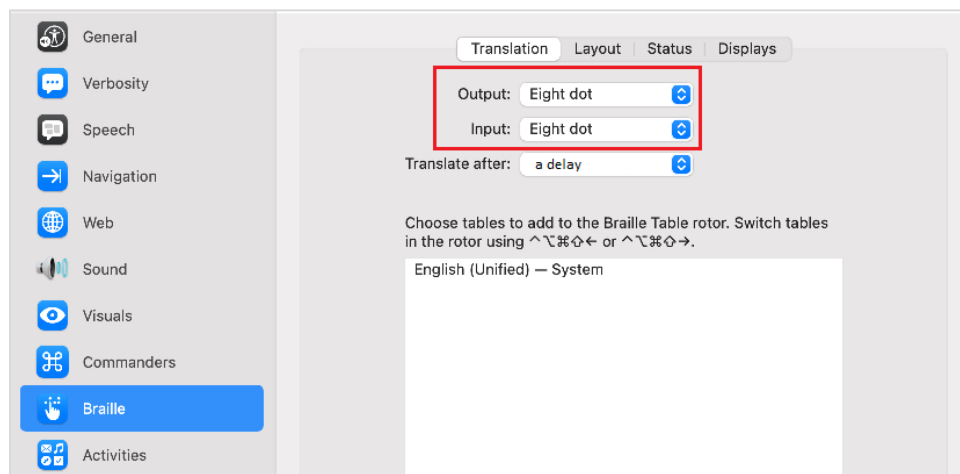 General
Verbosity
Speech
Navigation
Web
Sound
Visuals
Commanders
Braille
Activities
Translation Layout Status Displays
Output: Eight dot
Input: Eight dot
Translate after: a delay
Choose tables to add to the Braille Table rotor. Switch tables
in the rotor using ⌃⌥⌘⇧← or ⌃⌥⌘⇧→.
English (Unified) — System